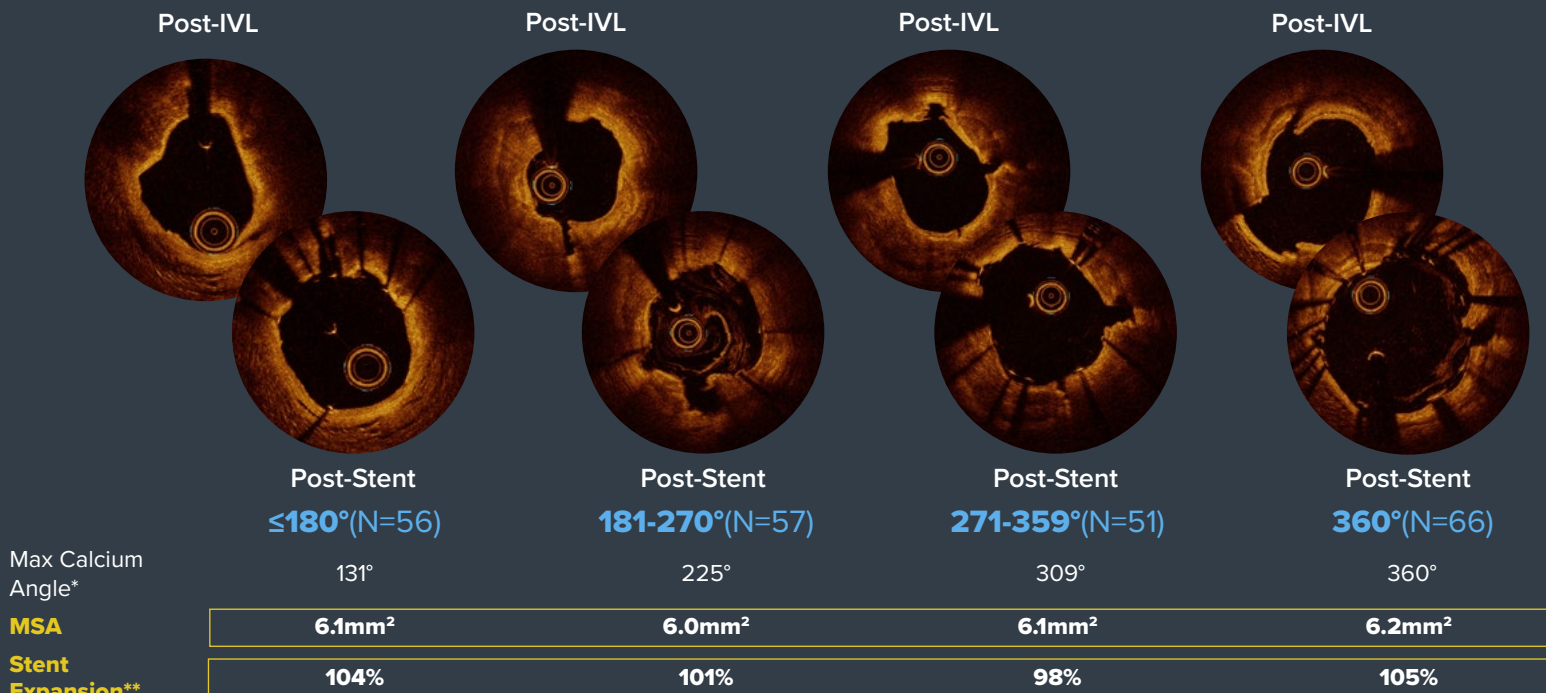 Post-IVL Post-IVL Post-IVL Post-IVL
Post-Stent Post-Stent Post-Stent Post-Stent
≤180°(N=56) 181-270°(N=57) 271-359°(N=51) 360°(N=66)
Max Calcium
Angle* 131° 225° 309° 360°
MSA 6.1mm² 6.0mm² 6.1mm² 6.2mm²
Stent
Expansion** 104% 101% 98% 105%